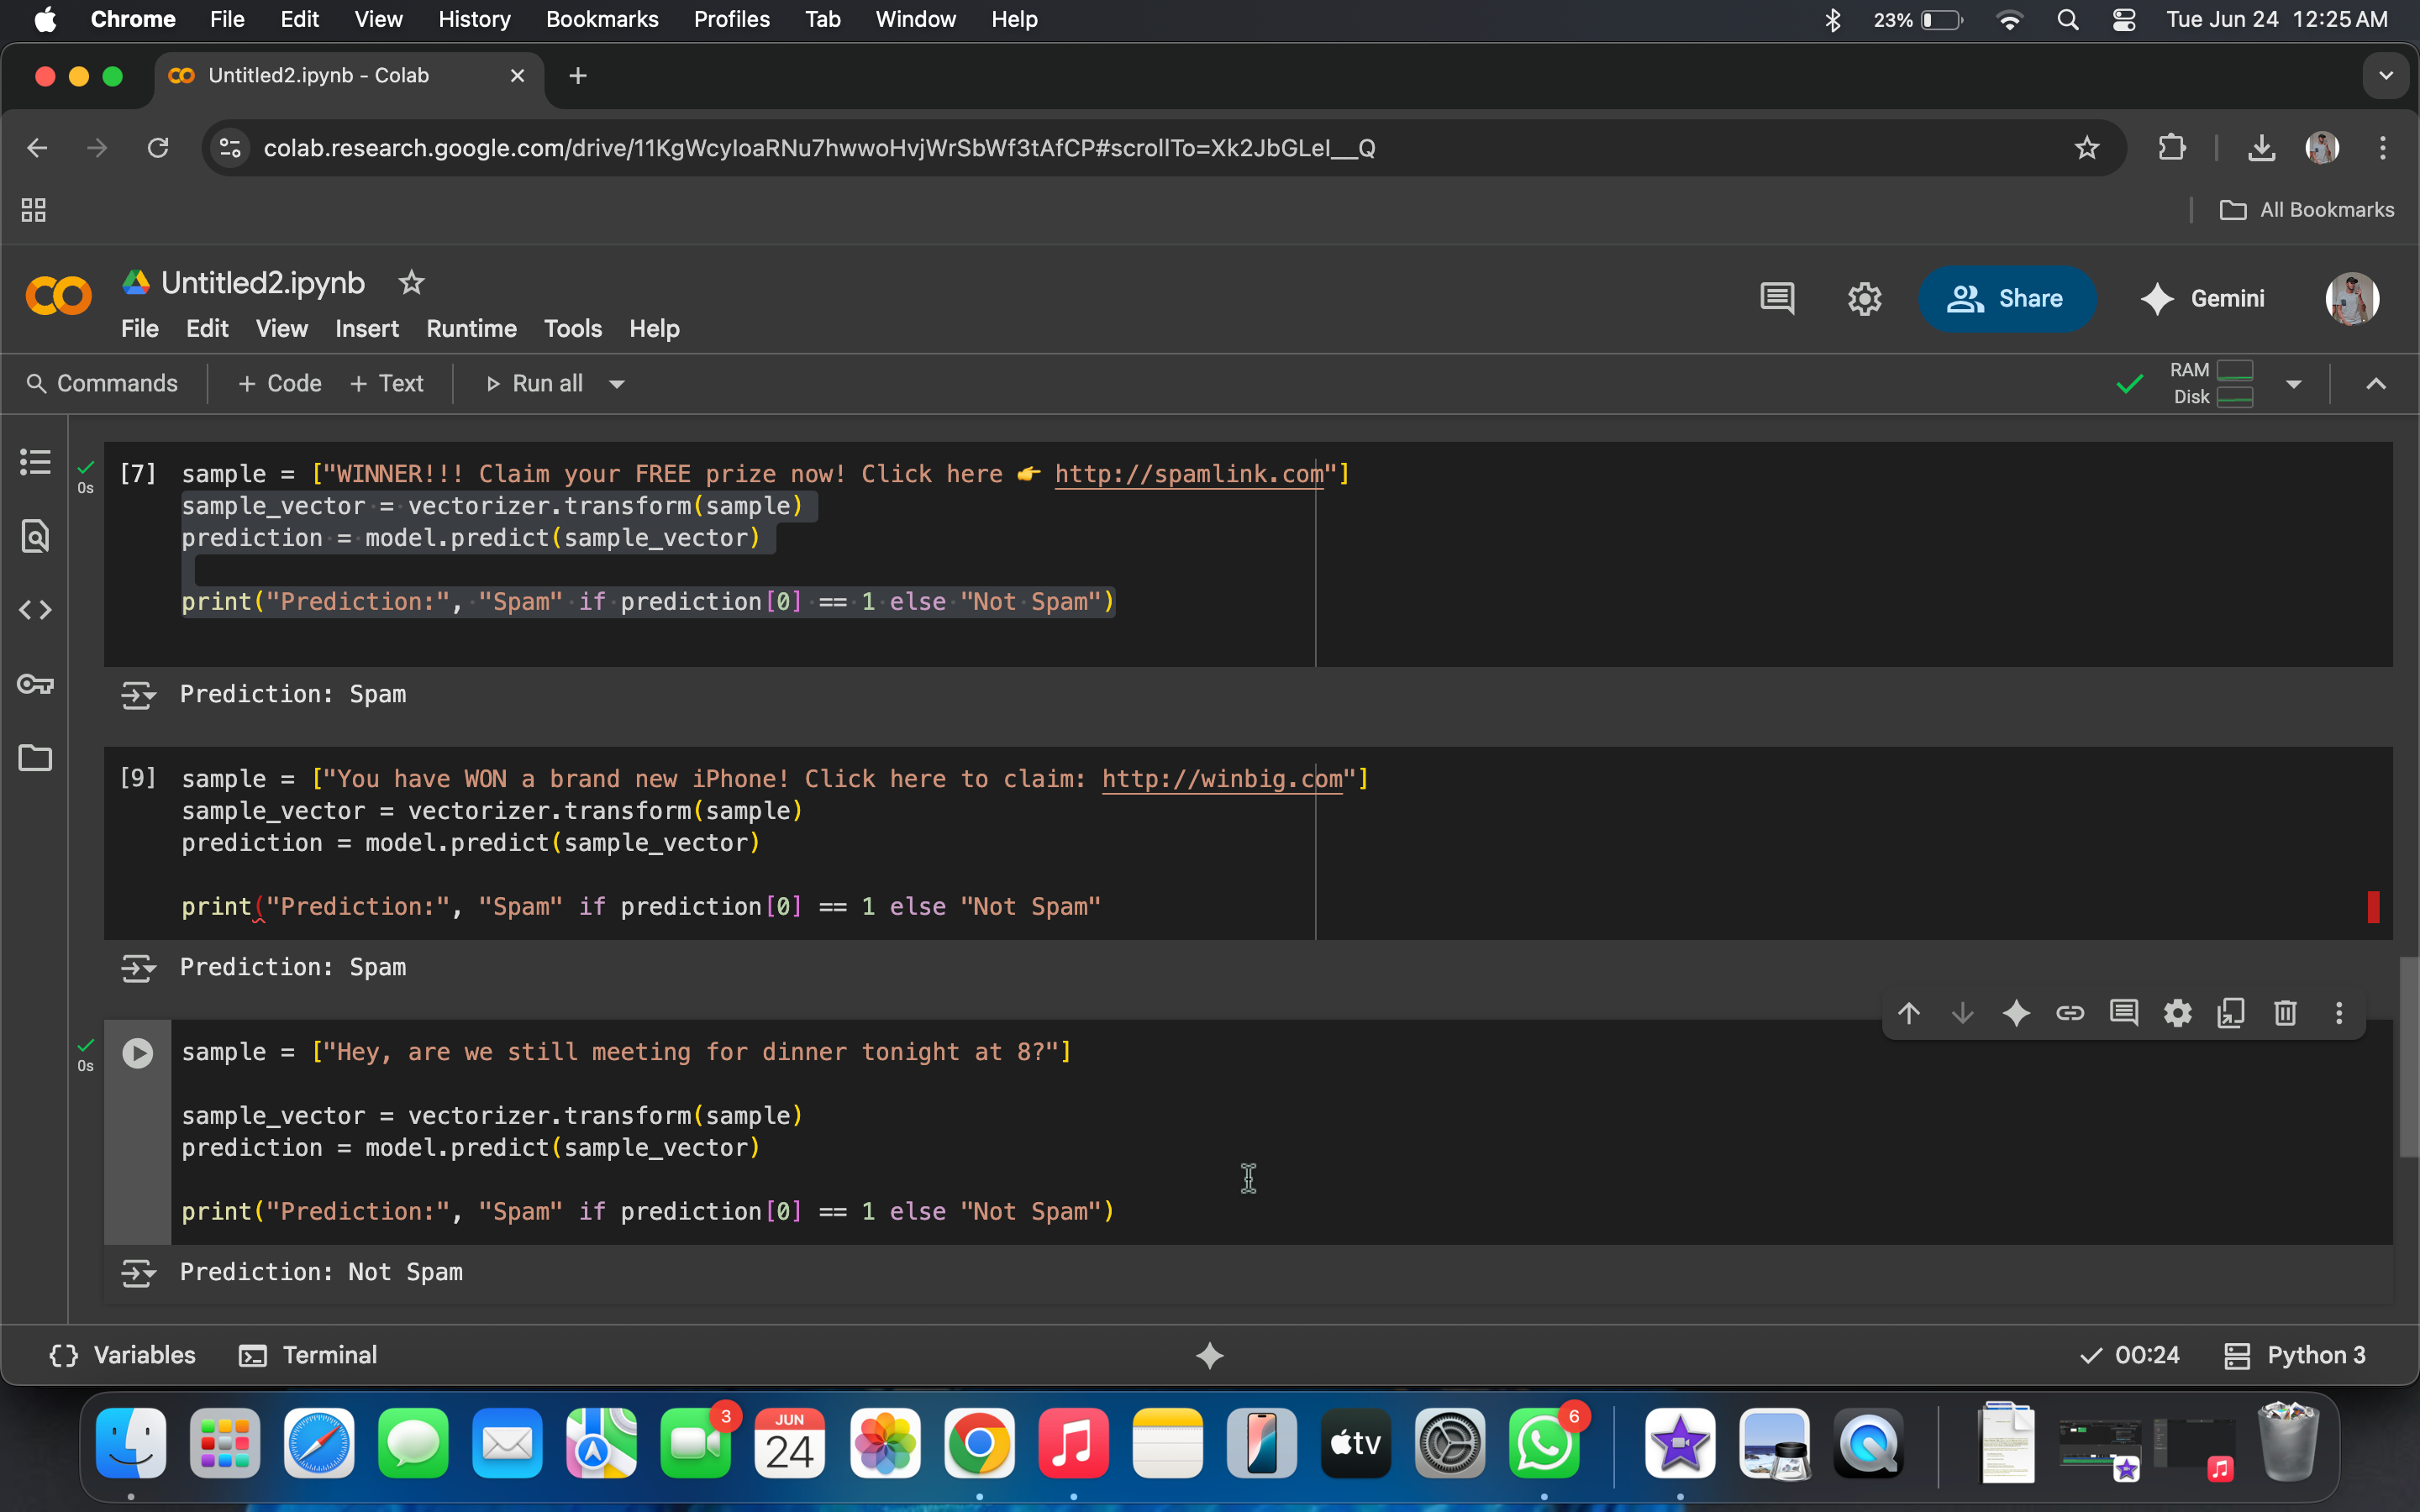 Chrome File Edit View History Bookmarks Profiles Tab Window Help 23% Tue Jun 24 12:25 AM
Untitled2.ipynb - Colab
colab.research.google.com/drive/11KgWcyIoaRNu7hwwoHvjWrSbWf3tAfCP#scrollTo=Xk2JbGLeI__Q
All Bookmarks
Untitled2.ipynb
Share Gemini
File Edit View Insert Runtime Tools Help
Commands + Code + Text Run all RAM
Disk
[7] sample = ["WINNER!!! Claim your FREE prize now! Click here 👉 http://spamlink.com"]
0s
sample_vector = vectorizer.transform(sample)
prediction = model.predict(sample_vector)
print("Prediction:", "Spam" if prediction[0] == 1 else "Not Spam")
Prediction: Spam
[9] sample = ["You have WON a brand new iPhone! Click here to claim: http://winbig.com"]
sample_vector = vectorizer.transform(sample)
prediction = model.predict(sample_vector)
print("Prediction:", "Spam" if prediction[0] == 1 else "Not Spam"
Prediction: Spam
sample = ["Hey, are we still meeting for dinner tonight at 8?"]
0s
sample_vector = vectorizer.transform(sample)
prediction = model.predict(sample_vector)
print("Prediction:", "Spam" if prediction[0] == 1 else "Not Spam")
Prediction: Not Spam
{} Variables Terminal 00:24 Python 3
3 JUN 6
24 tv